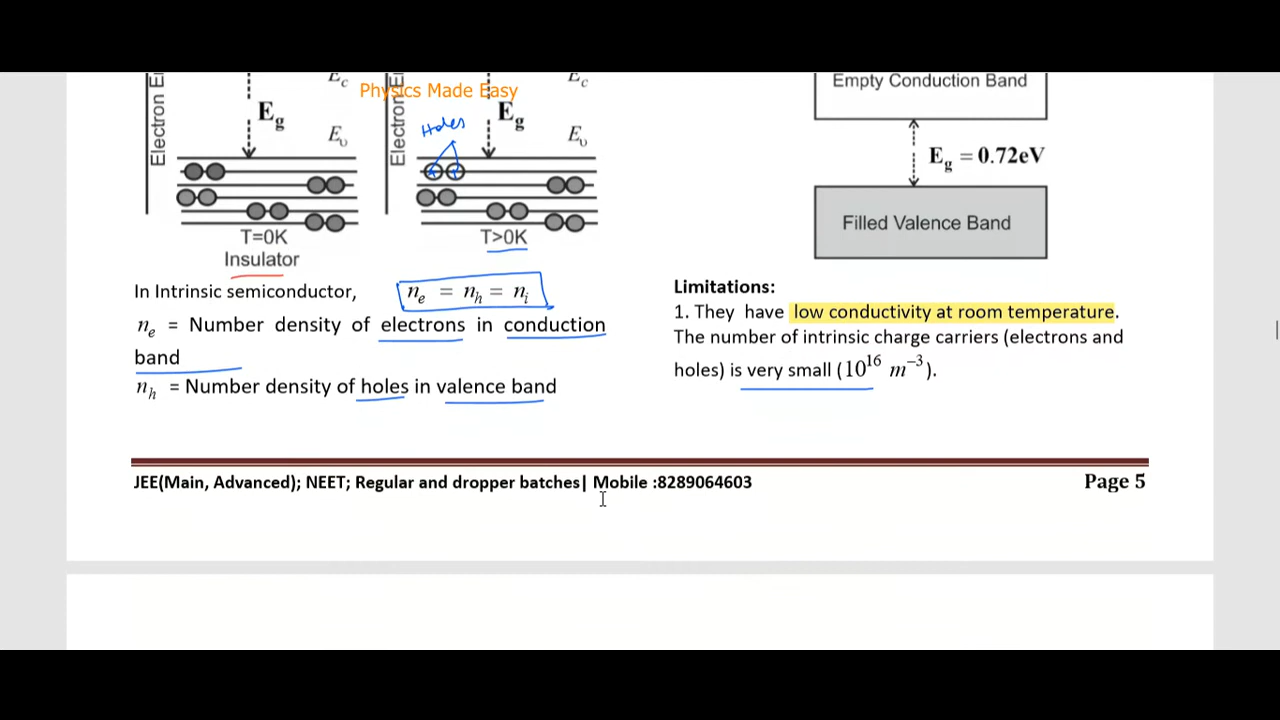 Electron E
E_c
Physics Made Easy
E_g
E_υ
T=0K
Insulator
Electron E
E_c
Holes
E_g
E_υ
T>0K
In Intrinsic semiconductor, n_e = n_h = n_i
n_e = Number density of electrons in conduction
band
n_h = Number density of holes in valence band
Empty Conduction Band
E_g = 0.72eV
Filled Valence Band
Limitations:
1. They have low conductivity at room temperature.
The number of intrinsic charge carriers (electrons and
holes) is very small (10^16 m^−3).
JEE(Main, Advanced); NEET; Regular and dropper batches| Mobile :8289064603
Page 5